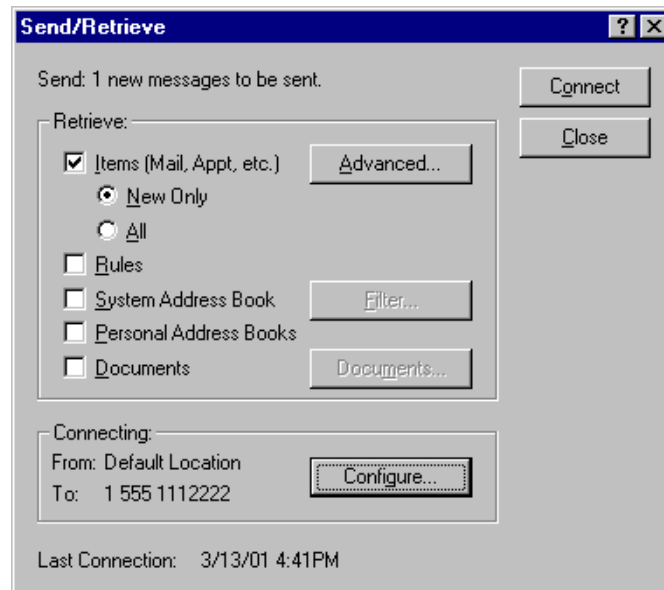 Send/Retrieve
Send: 1 new messages to be sent.
Connect
Close
Retrieve:
Items (Mail, Appt, etc.)
Advanced...
New Only
All
Rules
System Address Book
Filter...
Personal Address Books
Documents
Documents...
Connecting:
From: Default Location
To: 1 555 1112222
Configure...
Last Connection: 3/13/01 4:41PM